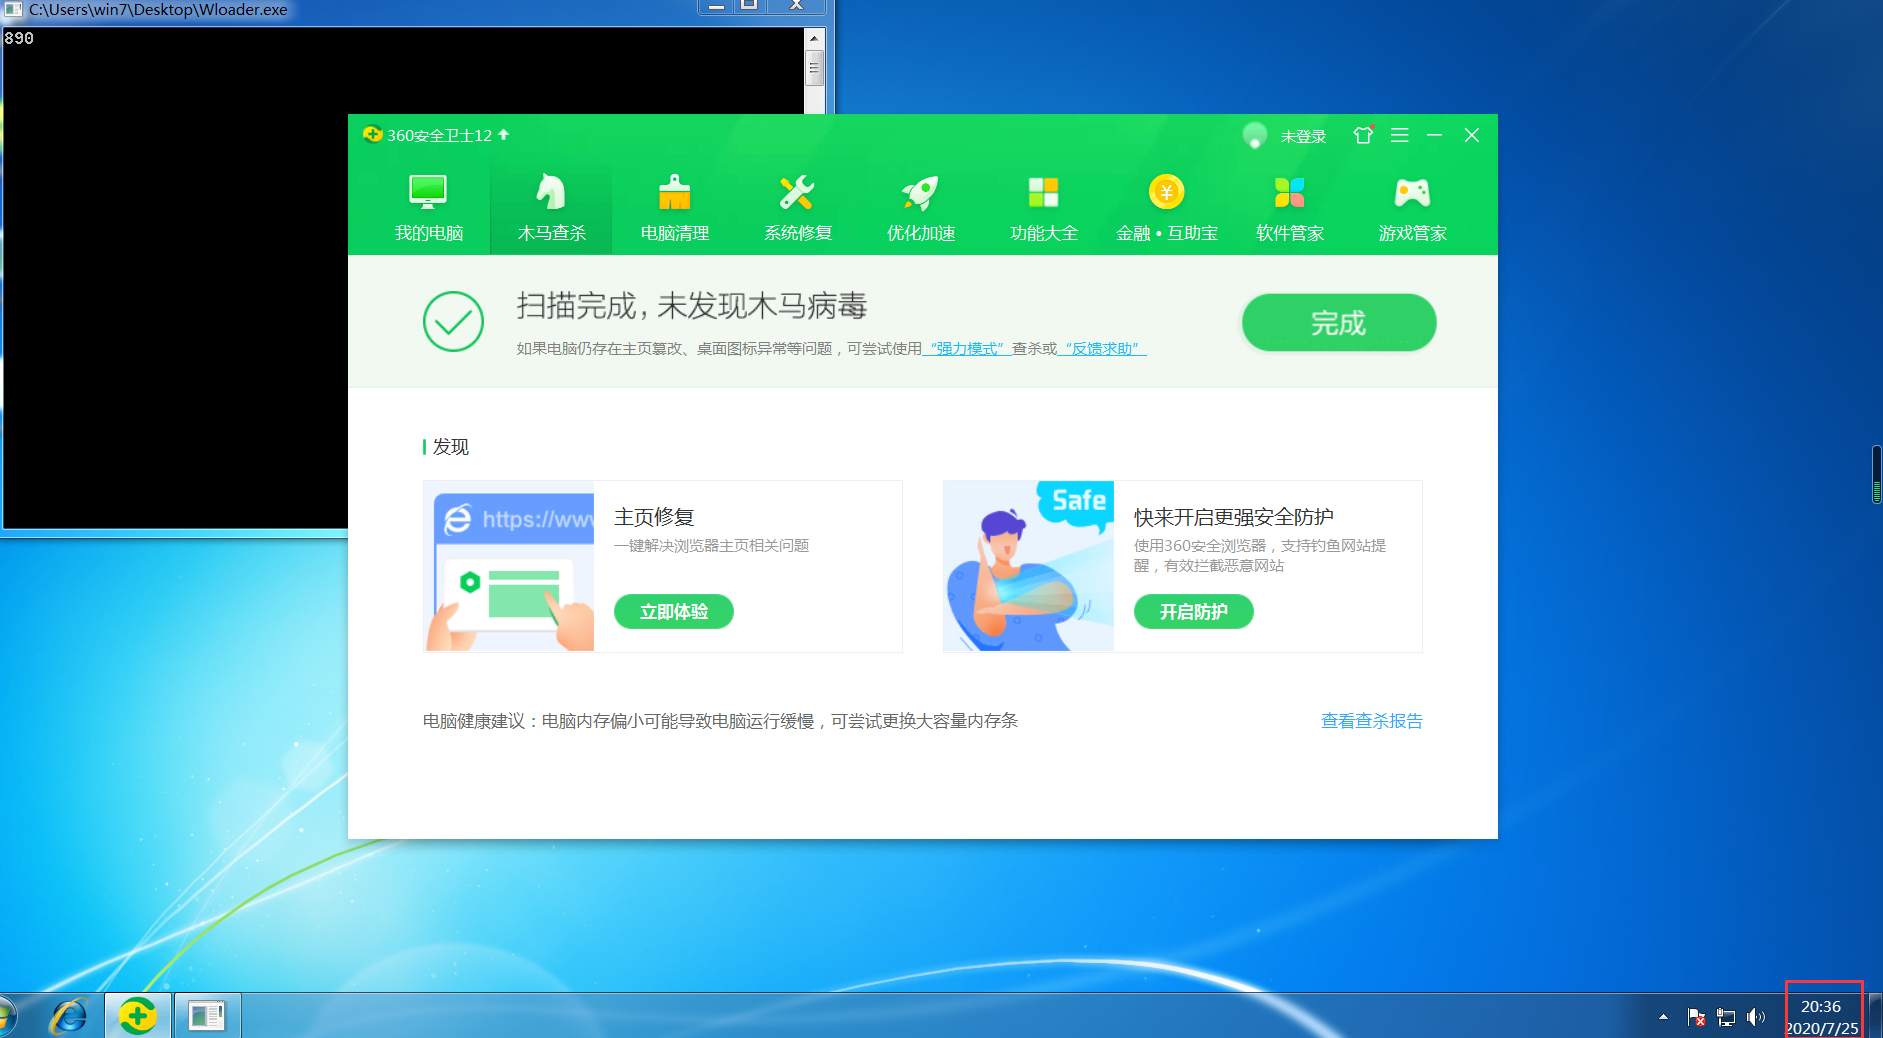 C:\Users\win7\Desktop\Wloader.exe
890
360安全卫士12
未登录
我的电脑
木马查杀
电脑清理
系统修复
优化加速
功能大全
金融•互助宝
软件管家
游戏管家
扫描完成，未发现木马病毒
如果电脑仍存在主页篡改、桌面图标异常等问题，可尝试使用“强力模式”查杀或“反馈求助”
完成
发现
https://www
主页修复
一键解决浏览器主页相关问题
立即体验
Safe
快来开启更强安全防护
使用360安全浏览器，支持钓鱼网站提
醒，有效拦截恶意网站
开启防护
电脑健康建议：电脑内存偏小可能导致电脑运行缓慢，可尝试更换大容量内存条
查看查杀报告
20:36
2020/7/25